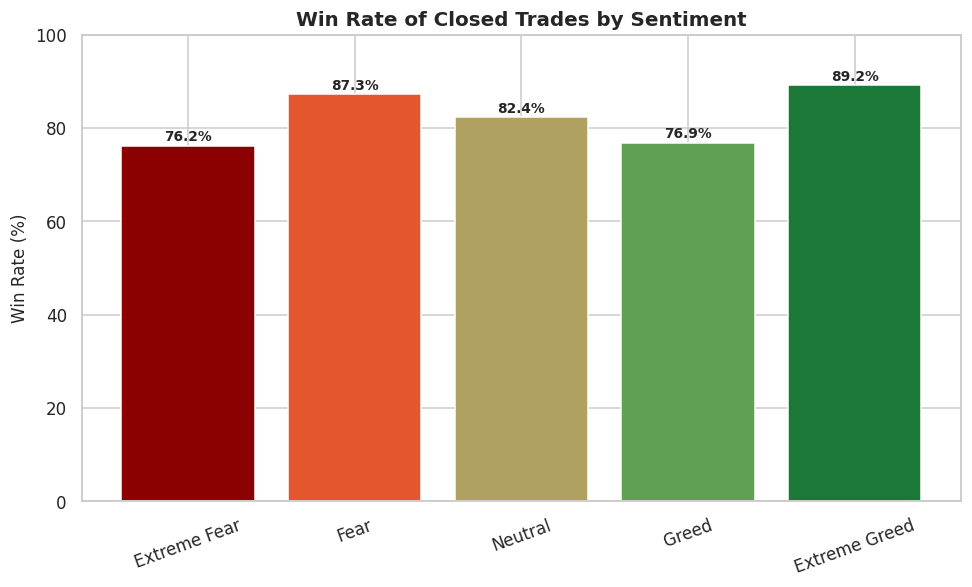 Win Rate of Closed Trades by Sentiment
Win Rate (%)
100
80
60
40
20
0
76.2%
87.3%
82.4%
76.9%
89.2%
Extreme Fear
Fear
Neutral
Greed
Extreme Greed